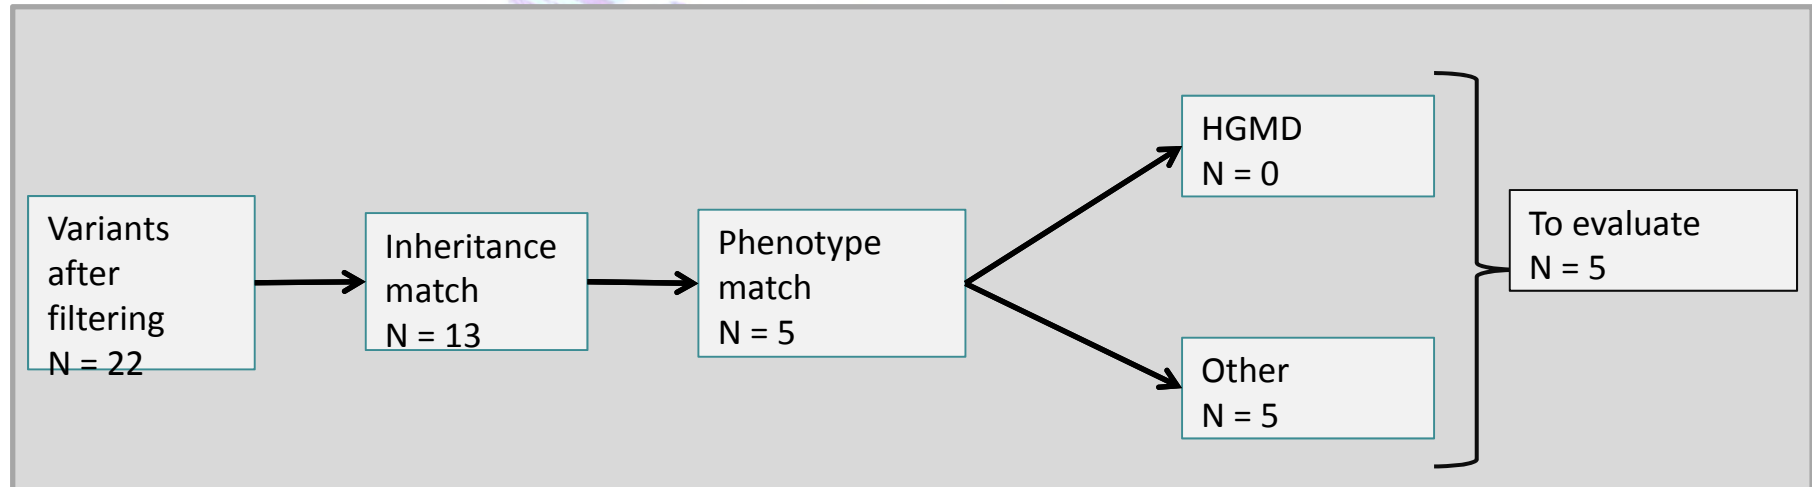 Variants
after
filtering
N = 22
Inheritance
match
N = 13
Phenotype
match
N = 5
HGMD
N = 0
Other
N = 5
To evaluate
N = 5